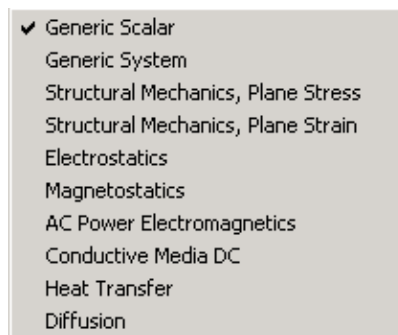 Generic Scalar
Generic System
Structural Mechanics, Plane Stress
Structural Mechanics, Plane Strain
Electrostatics
Magnetostatics
AC Power Electromagnetics
Conductive Media DC
Heat Transfer
Diffusion